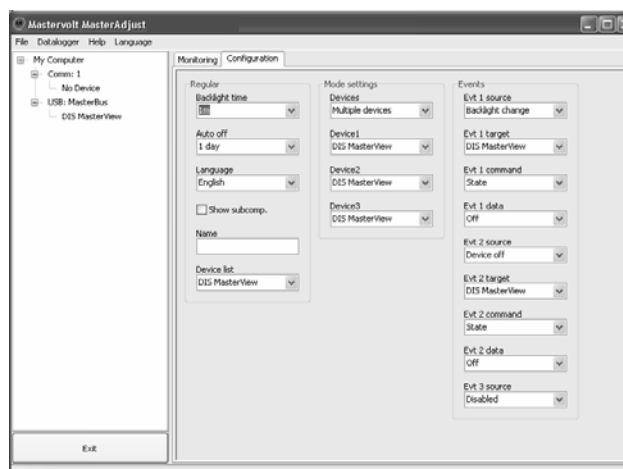 Mastervolt MasterAdjust
File Datalogger Help Language
My Computer
Comm: 1
No Device
USB: MasterBus
DIS MasterView
Exit
Monitoring Configuration
Regular
Backlight time
Auto off
1 day
Language
English
Show subcomp.
Name
Device list
DIS MasterView
Mode settings
Devices
Multiple devices
Device1
DIS MasterView
Device2
DIS MasterView
Device3
DIS MasterView
Events
Evt 1 source
Backlight change
Evt 1 target
DIS MasterView
Evt 1 command
State
Evt 1 data
Off
Evt 2 source
Device off
Evt 2 target
DIS MasterView
Evt 2 command
State
Evt 2 data
Off
Evt 3 source
Disabled